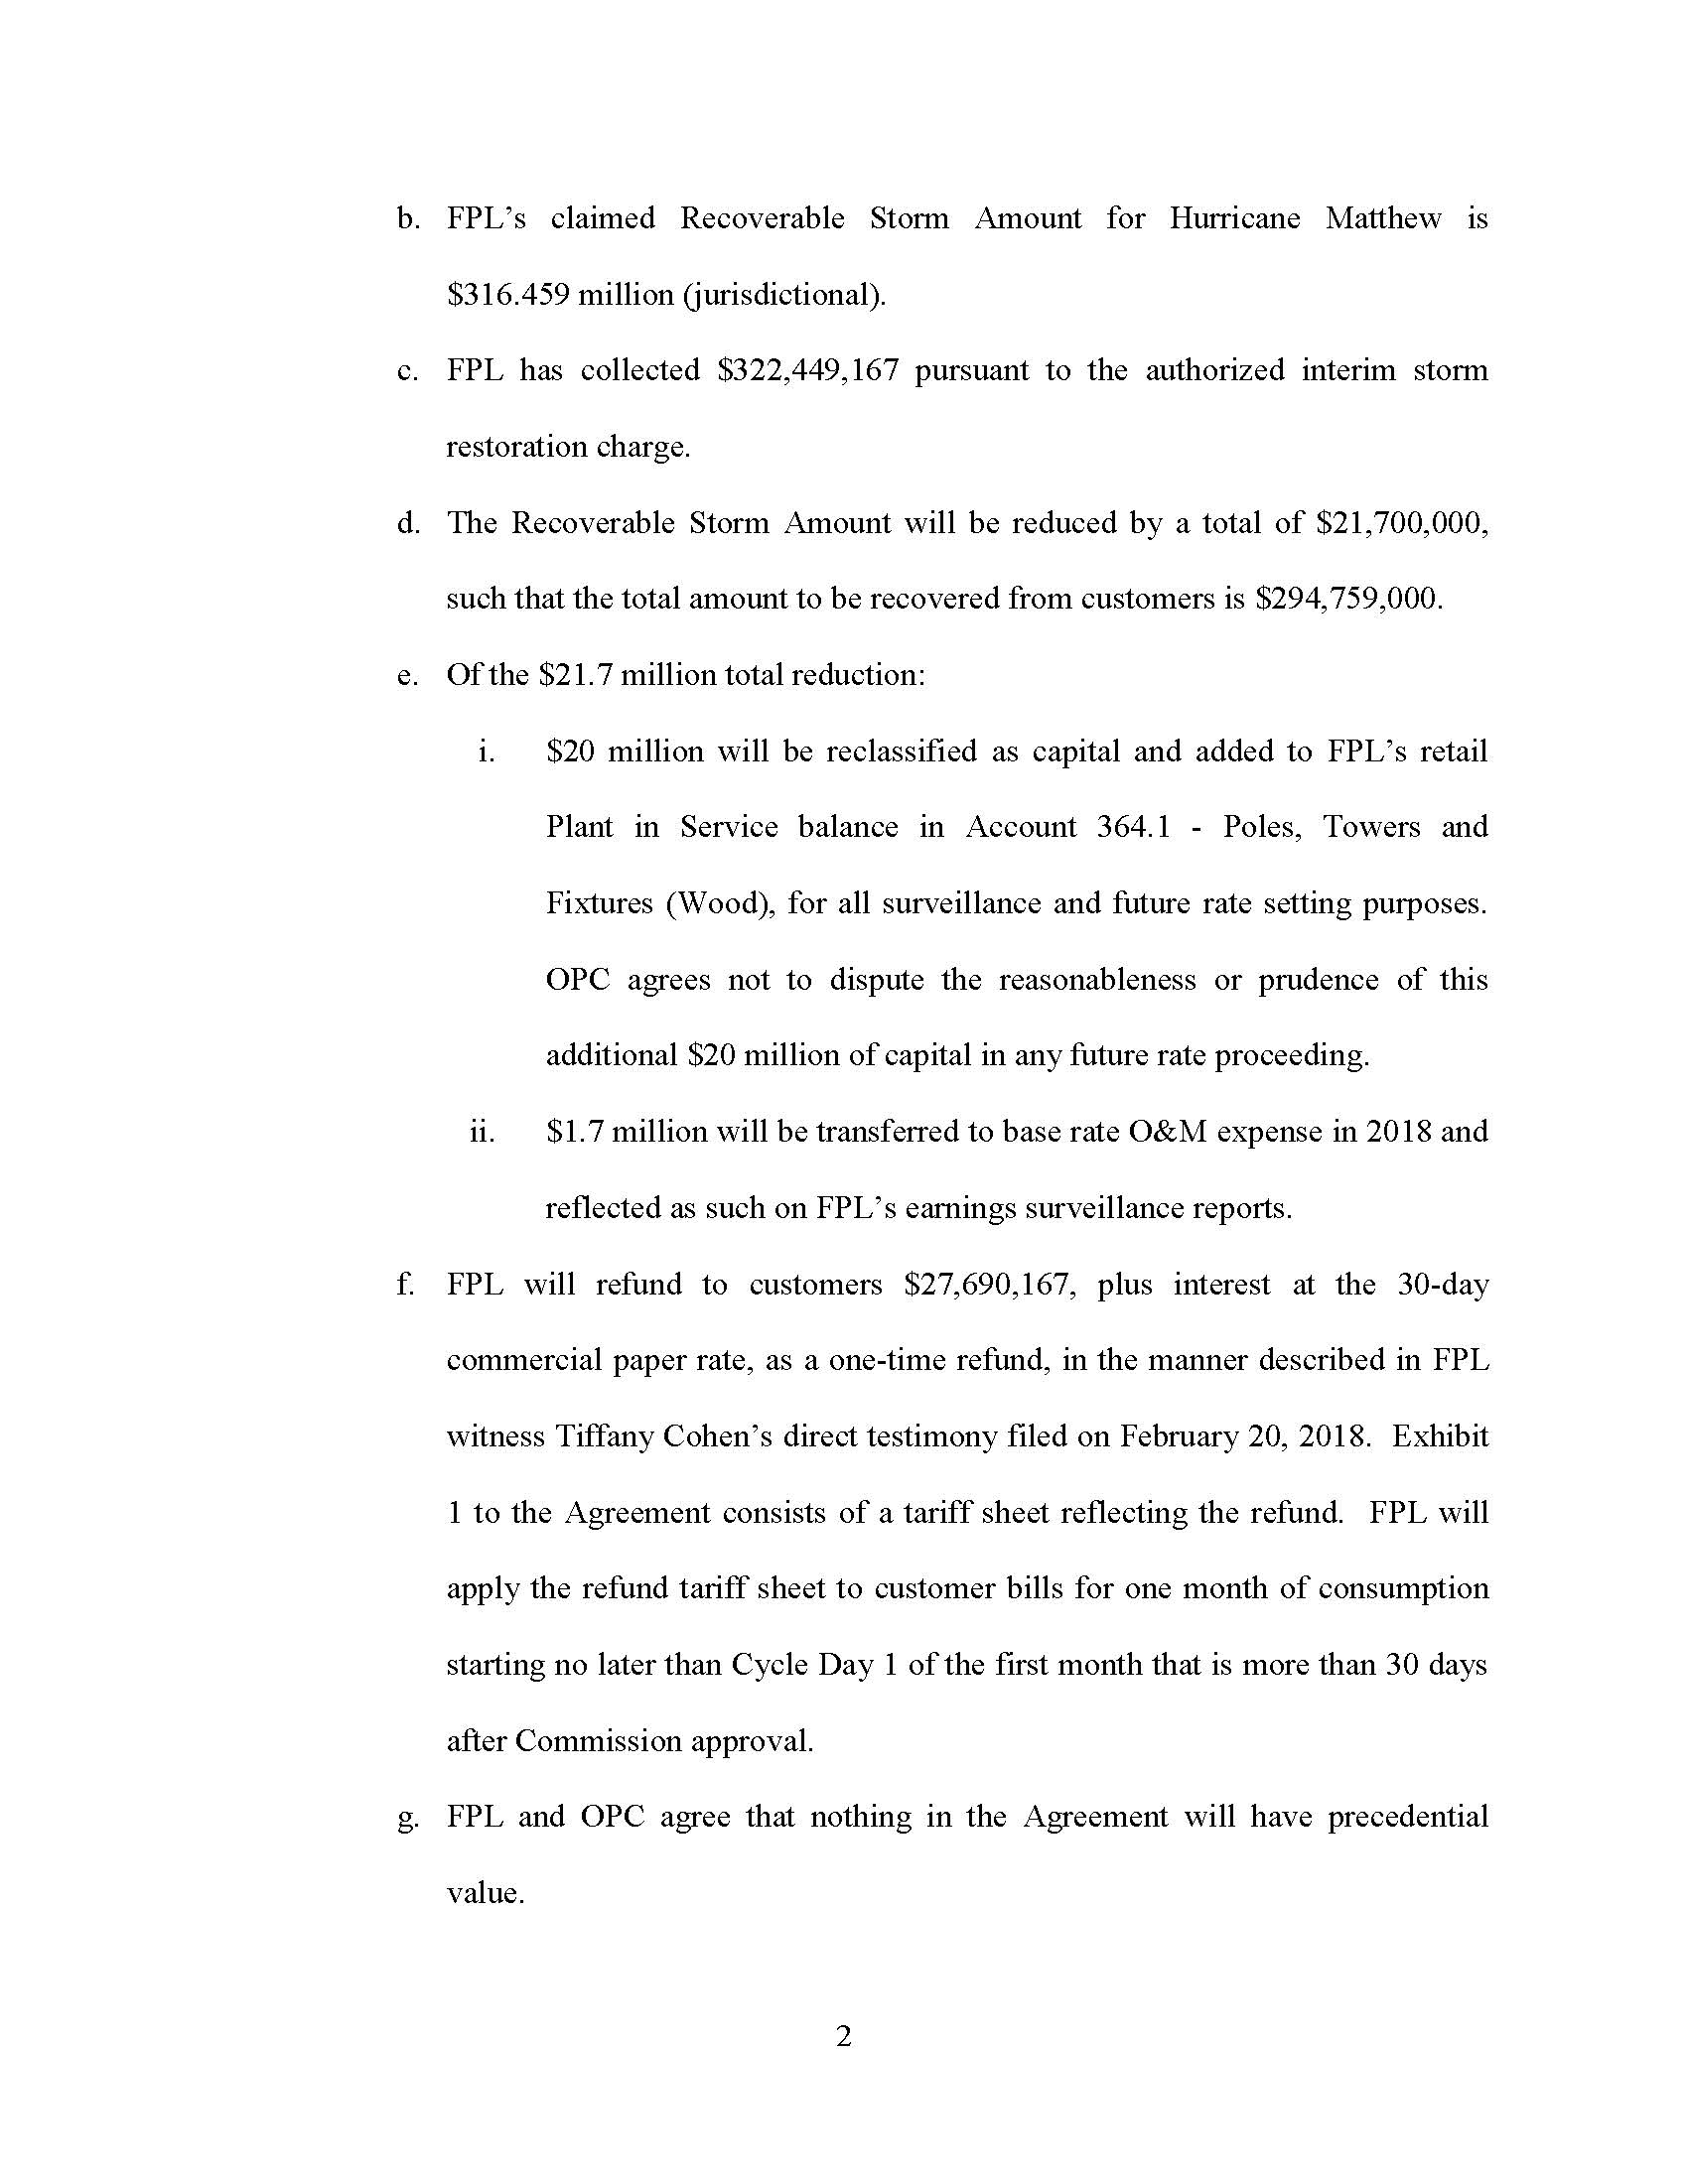 b. FPL’s claimed Recoverable Storm Amount for Hurricane Matthew is
$316.459 million (jurisdictional).
c. FPL has collected $322,449,167 pursuant to the authorized interim storm
restoration charge.
d. The Recoverable Storm Amount will be reduced by a total of $21,700,000,
such that the total amount to be recovered from customers is $294,759,000.
e. Of the $21.7 million total reduction:
i. $20 million will be reclassified as capital and added to FPL’s retail
Plant in Service balance in Account 364.1 - Poles, Towers and
Fixtures (Wood), for all surveillance and future rate setting purposes.
OPC agrees not to dispute the reasonableness or prudence of this
additional $20 million of capital in any future rate proceeding.
ii. $1.7 million will be transferred to base rate O&M expense in 2018 and
reflected as such on FPL’s earnings surveillance reports.
f. FPL will refund to customers $27,690,167, plus interest at the 30-day
commercial paper rate, as a one-time refund, in the manner described in FPL
witness Tiffany Cohen’s direct testimony filed on February 20, 2018.  Exhibit
1 to the Agreement consists of a tariff sheet reflecting the refund.  FPL will
apply the refund tariff sheet to customer bills for one month of consumption
starting no later than Cycle Day 1 of the first month that is more than 30 days
after Commission approval.
g. FPL and OPC agree that nothing in the Agreement will have precedential
value.
2